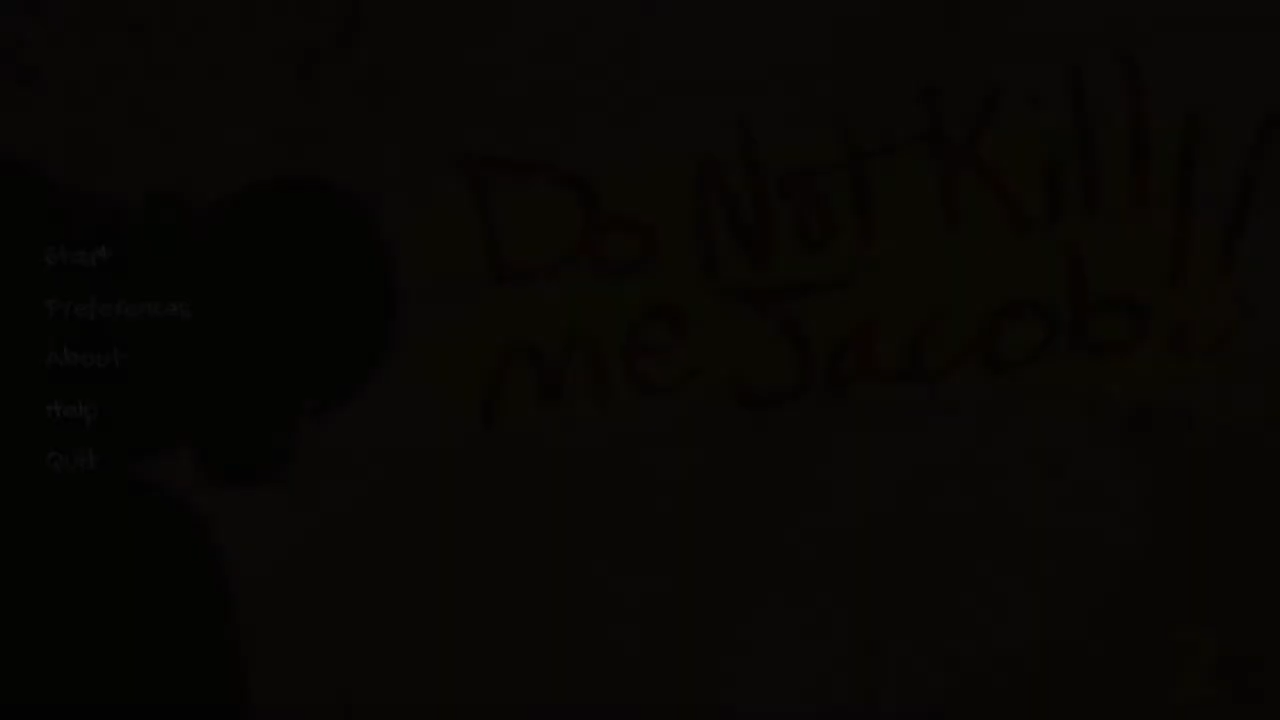 Do Not Kill
me Jacob
Start
Preferences
About
Help
Quit